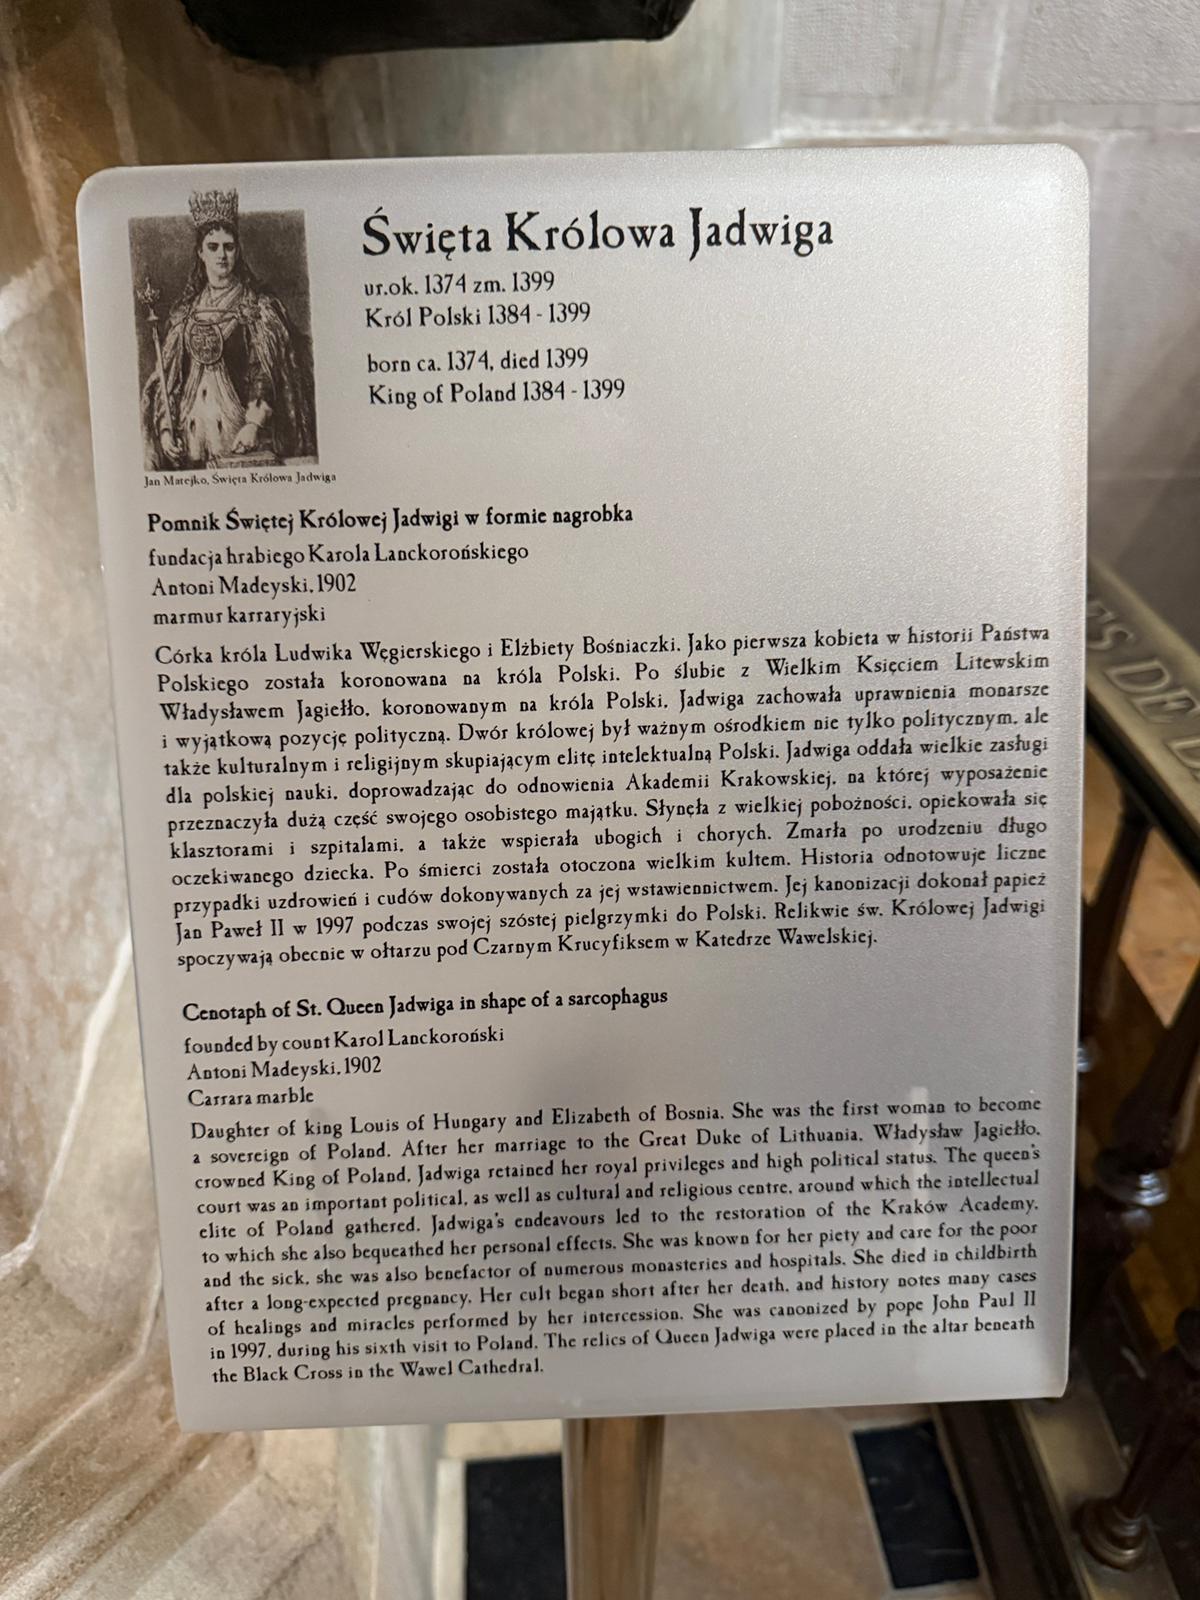 Święta Królowa Jadwiga
ur.ok. 1374 zm. 1399
Król Polski 1384 - 1399
born ca. 1374, died 1399
King of Poland 1384 - 1399
Jan Matejko, Święta Królowa Jadwiga
Pomnik Świętej Królowej Jadwigi w formie nagrobka
fundacja hrabiego Karola Lanckorońskiego
Antoni Madeyski, 1902
marmur karraryjski
Córka króla Ludwika Węgierskiego i Elżbiety Bośniaczki. Jako pierwsza kobieta w historii Państwa
Polskiego została koronowana na króla Polski. Po ślubie z Wielkim Księciem Litewskim
Władysławem Jagiełło, koronowanym na króla Polski, Jadwiga zachowała uprawnienia monarsze
i wyjątkową pozycję polityczną. Dwór królowej był ważnym ośrodkiem nie tylko politycznym, ale
także kulturalnym i religijnym skupiającym elitę intelektualną Polski. Jadwiga oddała wielkie zasługi
dla polskiej nauki, doprowadzając do odnowienia Akademii Krakowskiej, na której wyposażenie
przeznaczyła dużą część swojego osobistego majątku. Słynęła z wielkiej pobożności, opiekowała się
klasztorami i szpitalami, a także wspierała ubogich i chorych. Zmarła po urodzeniu długo
oczekiwanego dziecka. Po śmierci została otoczona wielkim kultem. Historia odnotowuje liczne
przypadki uzdrowień i cudów dokonywanych za jej wstawiennictwem. Jej kanonizacji dokonał papież
Jan Paweł II w 1997 podczas swojej szóstej pielgrzymki do Polski. Relikwie św. Królowej Jadwigi
spoczywają obecnie w ołtarzu pod Czarnym Krucyfiksem w Katedrze Wawelskiej.
Cenotaph of St. Queen Jadwiga in shape of a sarcophagus
founded by count Karol Lanckoroński
Antoni Madeyski, 1902
Carrara marble
Daughter of king Louis of Hungary and Elizabeth of Bosnia. She was the first woman to become
a sovereign of Poland. After her marriage to the Great Duke of Lithuania, Władysław Jagiełło,
crowned King of Poland, Jadwiga retained her royal privileges and high political status. The queen's
court was an important political, as well as cultural and religious centre, around which the intellectual
elite of Poland gathered. Jadwiga's endeavours led to the restoration of the Kraków Academy,
to which she also bequeathed her personal effects. She was known for her piety and care for the poor
and the sick, she was also benefactor of numerous monasteries and hospitals. She died in childbirth
after a long-expected pregnancy. Her cult began short after her death, and history notes many cases
of healings and miracles performed by her intercession. She was canonized by pope John Paul II
in 1997, during his sixth visit to Poland. The relics of Queen Jadwiga were placed in the altar beneath
the Black Cross in the Wawel Cathedral.
DE